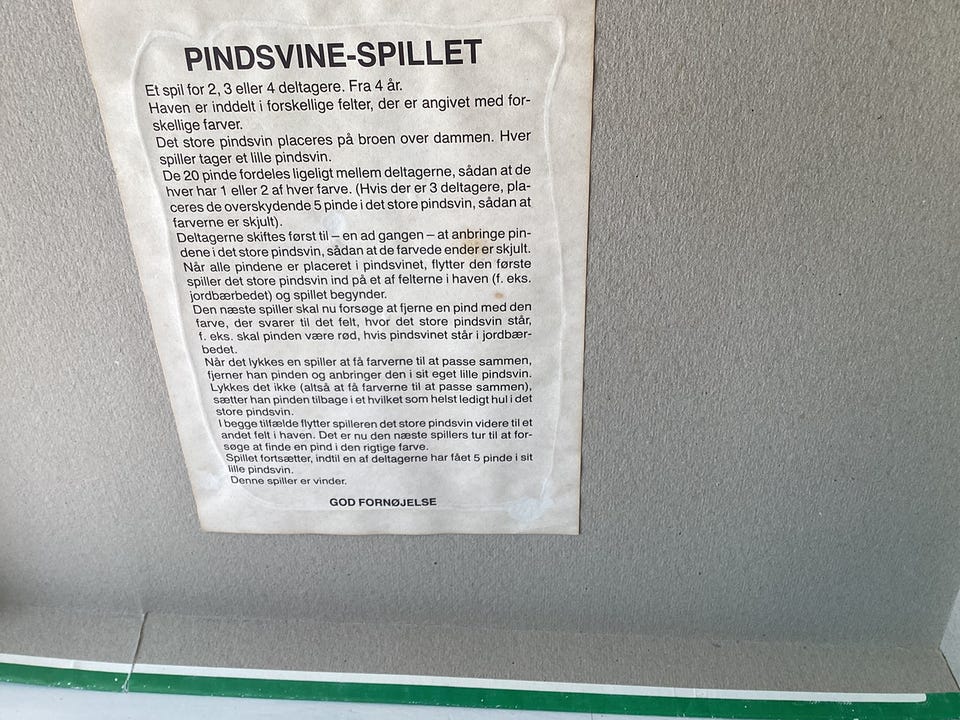 PINDSVINE-SPILLET
Et spil for 2, 3 eller 4 deltagere. Fra 4 år.
Haven er inddelt i forskellige felter, der er angivet med for-
skellige farver.
Det store pindsvin placeres på broen over dammen. Hver
spiller tager et lille pindsvin.
De 20 pinde fordeles ligeligt mellem deltagerne, sådan at de
hver har 1 eller 2 af hver farve. (Hvis der er 3 deltagere, pla-
ceres de overskydende 5 pinde i det store pindsvin, sådan at
farverne er skjult).
Deltagerne skiftes først til – en ad gangen – at anbringe pin-
dene i det store pindsvin, sådan at de farvede ender er skjult.
Når alle pindene er placeret i pindsvinet, flytter den første
spiller det store pindsvin ind på et af felterne i haven (f. eks.
jordbærbedet) og spillet begynder.
Den næste spiller skal nu forsøge at fjerne en pind med den
farve, der svarer til det felt, hvor det store pindsvin står,
f. eks. skal pinden være rød, hvis pindsvinet står i jordbær-
bedet.
Når det lykkes en spiller at få farverne til at passe sammen,
fjerner han pinden og anbringer den i sit eget lille pindsvin.
Lykkes det ikke (altså at få farverne til at passe sammen),
sætter han pinden tilbage i et hvilket som helst ledigt hul i det
store pindsvin.
I begge tilfælde flytter spilleren det store pindsvin videre til et
andet felt i haven. Det er nu den næste spillers tur til at for-
søge at finde en pind i den rigtige farve.
Spillet fortsætter, indtil en af deltagerne har fået 5 pinde i sit
lille pindsvin.
Denne spiller er vinder.
GOD FORNØJELSE